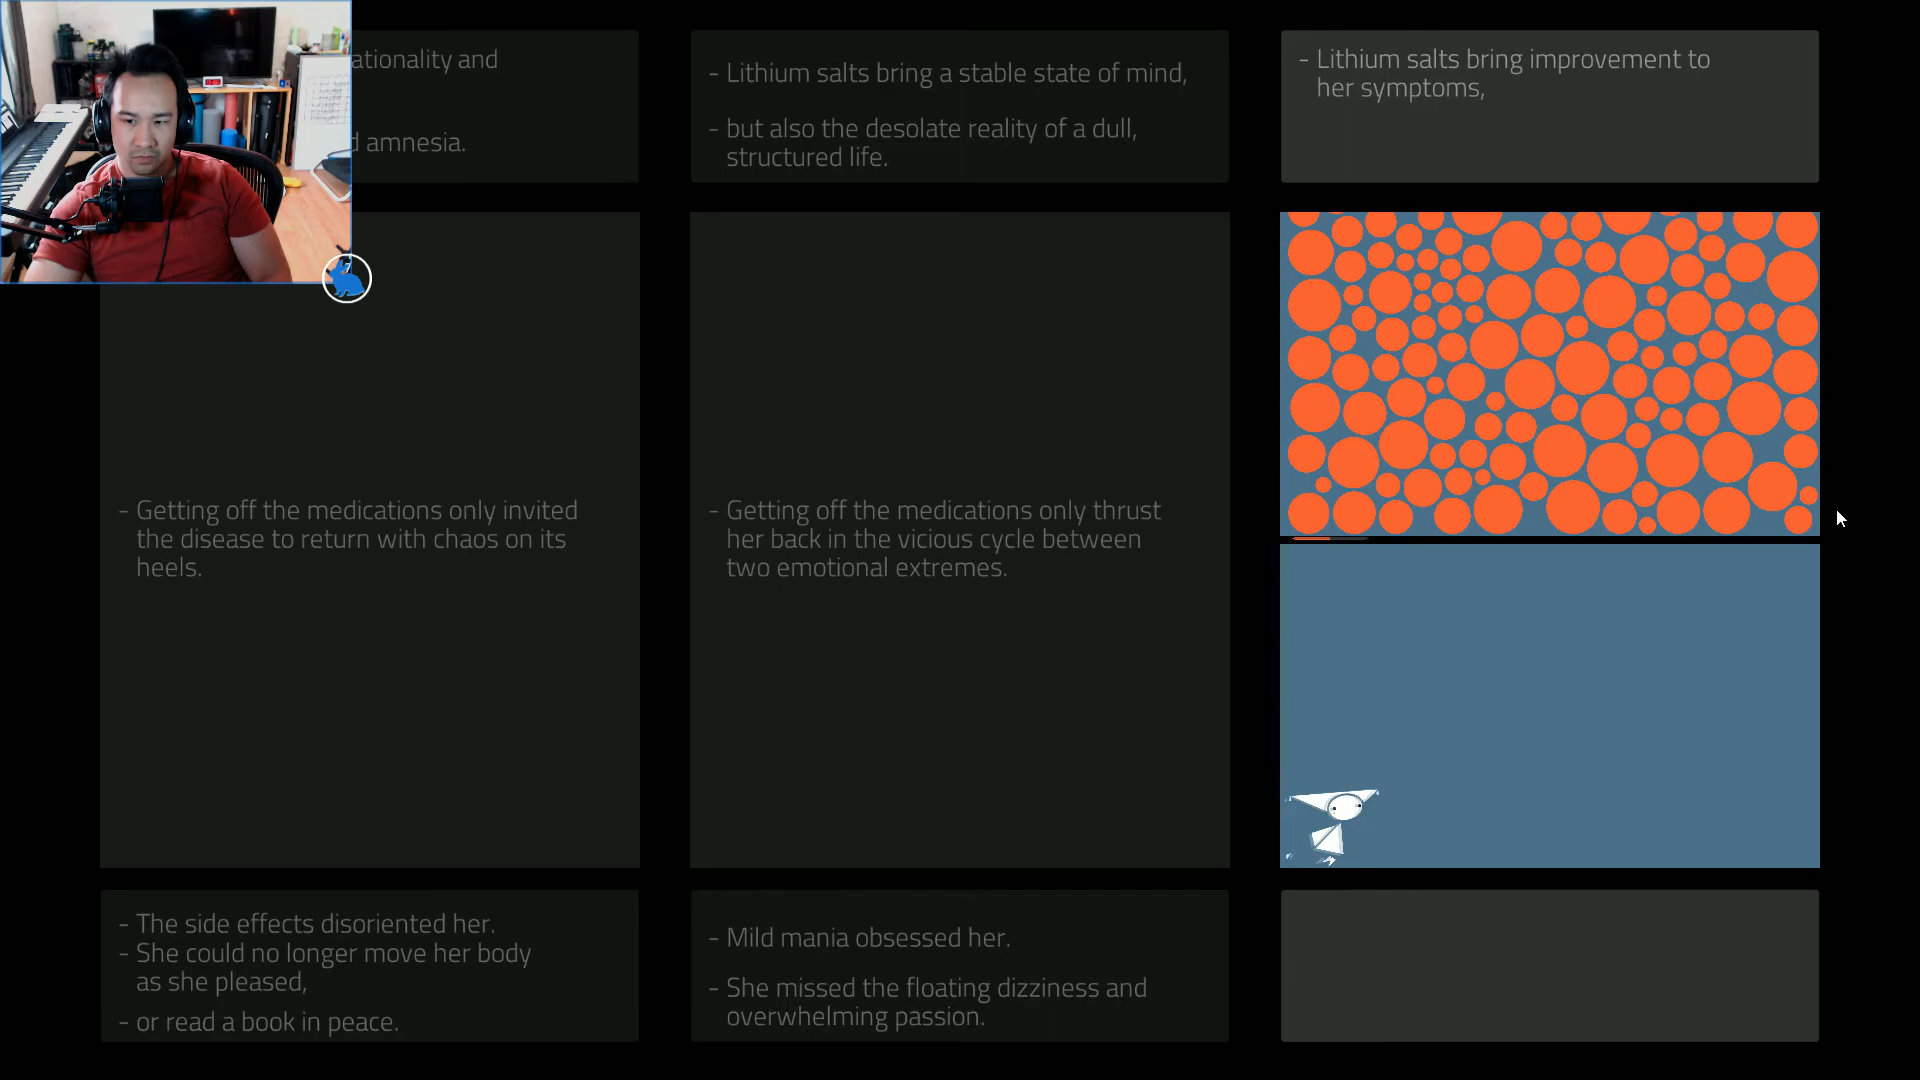 ationality and
d amnesia.
- Getting off the medications only invited
the disease to return with chaos on its
heels.
- The side effects disoriented her.
- She could no longer move her body
as she pleased,
- or read a book in peace.
- Lithium salts bring a stable state of mind,
- but also the desolate reality of a dull,
structured life.
- Getting off the medications only thrust
her back in the vicious cycle between
two emotional extremes.
- Mild mania obsessed her.
- She missed the floating dizziness and
overwhelming passion.
- Lithium salts bring improvement to
her symptoms,